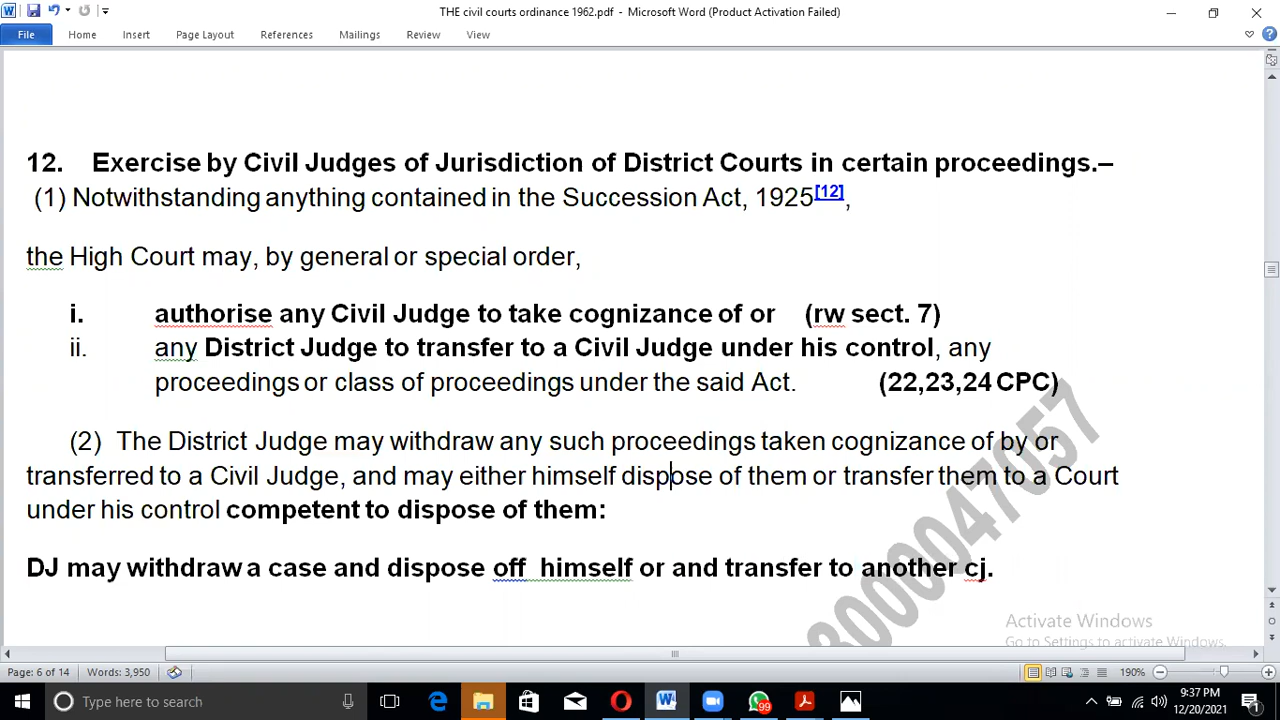 THE civil courts ordinance 1962.pdf - Microsoft Word (Product Activation Failed)
File Home Insert Page Layout References Mailings Review View
12. Exercise by Civil Judges of Jurisdiction of District Courts in certain proceedings.–
(1) Notwithstanding anything contained in the Succession Act, 1925[12],
the High Court may, by general or special order,
i. authorise any Civil Judge to take cognizance of or (rw sect. 7)
ii. any District Judge to transfer to a Civil Judge under his control, any
proceedings or class of proceedings under the said Act. (22,23,24 CPC)
(2) The District Judge may withdraw any such proceedings taken cognizance of by or
transferred to a Civil Judge, and may either himself dispose of them or transfer them to a Court
under his control competent to dispose of them:
DJ may withdraw a case and dispose off himself or and transfer to another cj.
3000047057
Activate Windows
Go to Settings to activate Windows.
Page: 6 of 14 Words: 3,950 190%
Type here to search
99
9:37 PM
12/20/2021
1